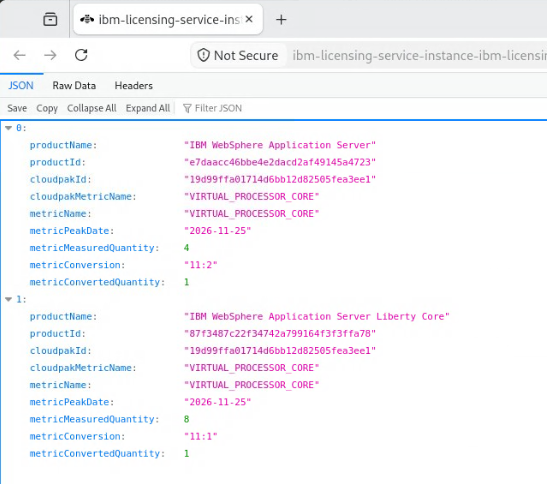 ibm-licensing-service-inst
Not Secure
ibm-licensing-service-instance-ibm-licensin
JSON Raw Data Headers
Save Copy Collapse All Expand All Filter JSON
0:
productName: "IBM WebSphere Application Server"
productId: "e7daacc46bbe4e2dacd2af49145a4723"
cloudpakId: "19d99ffa01714d6bb12d82505fea3ee1"
cloudpakMetricName: "VIRTUAL_PROCESSOR_CORE"
metricName: "VIRTUAL_PROCESSOR_CORE"
metricPeakDate: "2026-11-25"
metricMeasuredQuantity: 4
metricConversion: "11:2"
metricConvertedQuantity: 1
1:
productName: "IBM WebSphere Application Server Liberty Core"
productId: "87f3487c22f34742a799164f3f3ffa78"
cloudpakId: "19d99ffa01714d6bb12d82505fea3ee1"
cloudpakMetricName: "VIRTUAL_PROCESSOR_CORE"
metricName: "VIRTUAL_PROCESSOR_CORE"
metricPeakDate: "2026-11-25"
metricMeasuredQuantity: 8
metricConversion: "11:1"
metricConvertedQuantity: 1